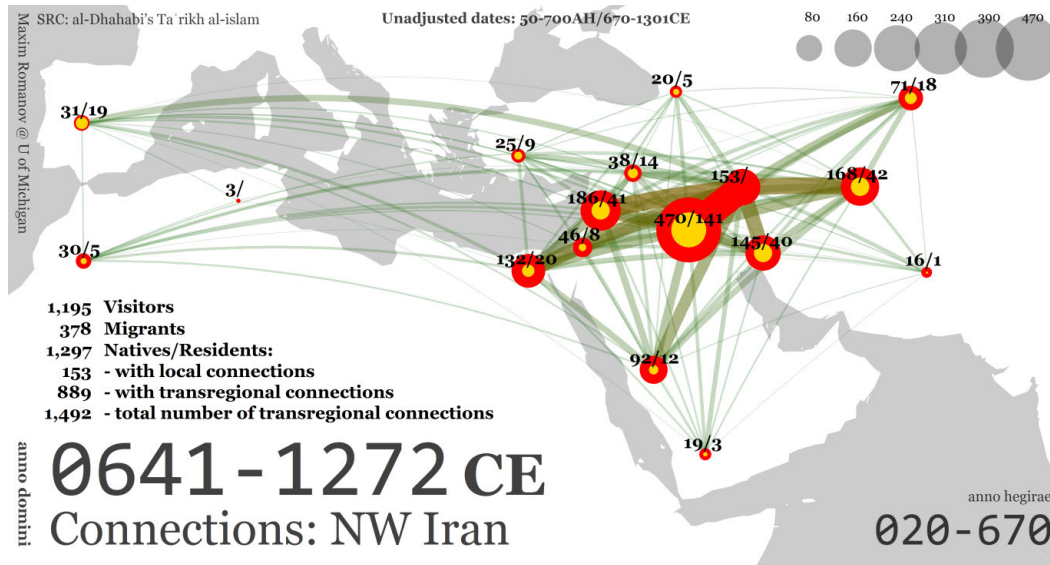 SRC: al-Dhahabi's Taʾrikh al-islam
Unadjusted dates: 50-700AH/670-1301CE
80 160 240 310 390 470
Maxim Romanov @ U of Michigan
31/19
20/5
71/18
25/9
38/14
3/
153/
168/42
186/41
470/141
46/8
145/40
30/5
132/20
16/1
92/12
19/3
1,195 Visitors
378 Migrants
1,297 Natives/Residents:
153 - with local connections
889 - with transregional connections
1,492 - total number of transregional connections
anno domini
0641-1272 CE
Connections: NW Iran
anno hegirae
020-670